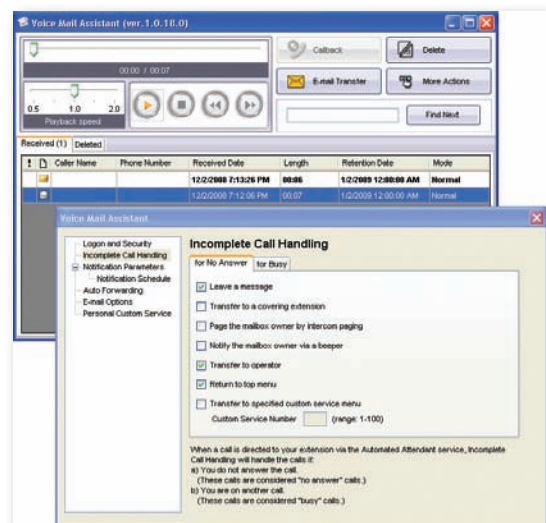 Voice Mail Assistant (ver.1.0.18.0)
00:00 / 00:07
0.5 1.0 2.0
Playback speed
Callback
Delete
E-mail Transfer
More Actions
Find Next
Received (1) Deleted
! Caller Name Phone Number Received Date Length Retention Date Mode
12/2/2008 7:13:26 PM 00:06 1/2/2009 12:00:00 AM Normal
12/2/2008 7:12:06 PM 00:07 1/2/2009 12:00:00 AM Normal
Voice Mail Assistant
Logon and Security
Incomplete Call Handling
Notification Parameters
Notification Schedule
Auto Forwarding
E-mail Options
Personal Custom Service
Incomplete Call Handling
for No Answer for Busy
Leave a message
Transfer to a covering extension
Page the mailbox owner by intercom paging
Notify the mailbox owner via a beeper
Transfer to operator
Return to top menu
Transfer to specified custom service menu
Custom Service Number (range: 1-100)
When a call is directed to your extension via the Automated Attendant service, Incomplete
Call Handling will handle the calls if:
a) You do not answer the call.
(These calls are considered "no answer" calls.)
b) You are on another call.
(These calls are considered "busy" calls.)